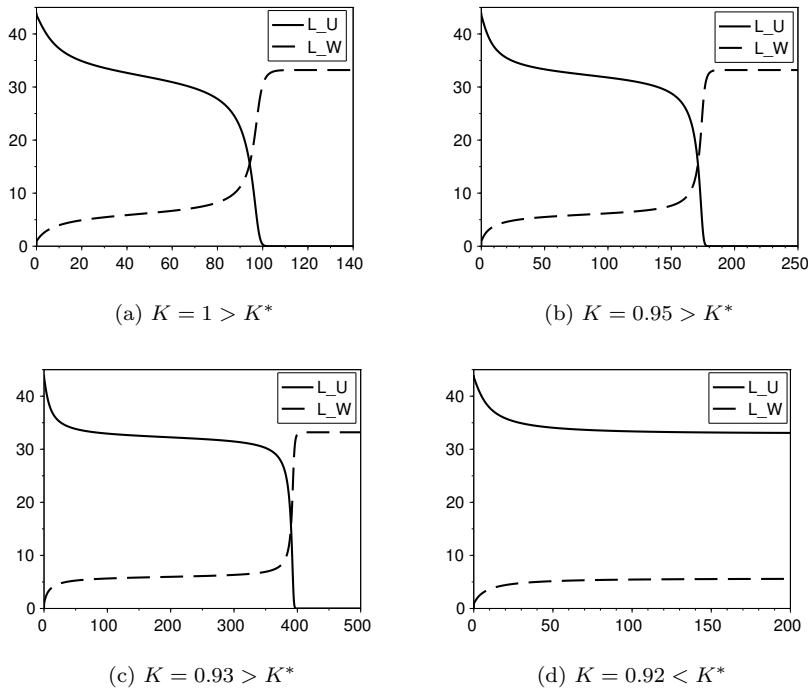 L_U
L_W
40
30
20
10
0
0 20 40 60 80 100 120 140
(a) K = 1 > K*
L_U
L_W
40
30
20
10
0
0 50 100 150 200 250
(b) K = 0.95 > K*
L_U
L_W
40
30
20
10
0
0 100 200 300 400 500
(c) K = 0.93 > K*
L_U
L_W
40
30
20
10
0
0 50 100 150 200
(d) K = 0.92 < K*